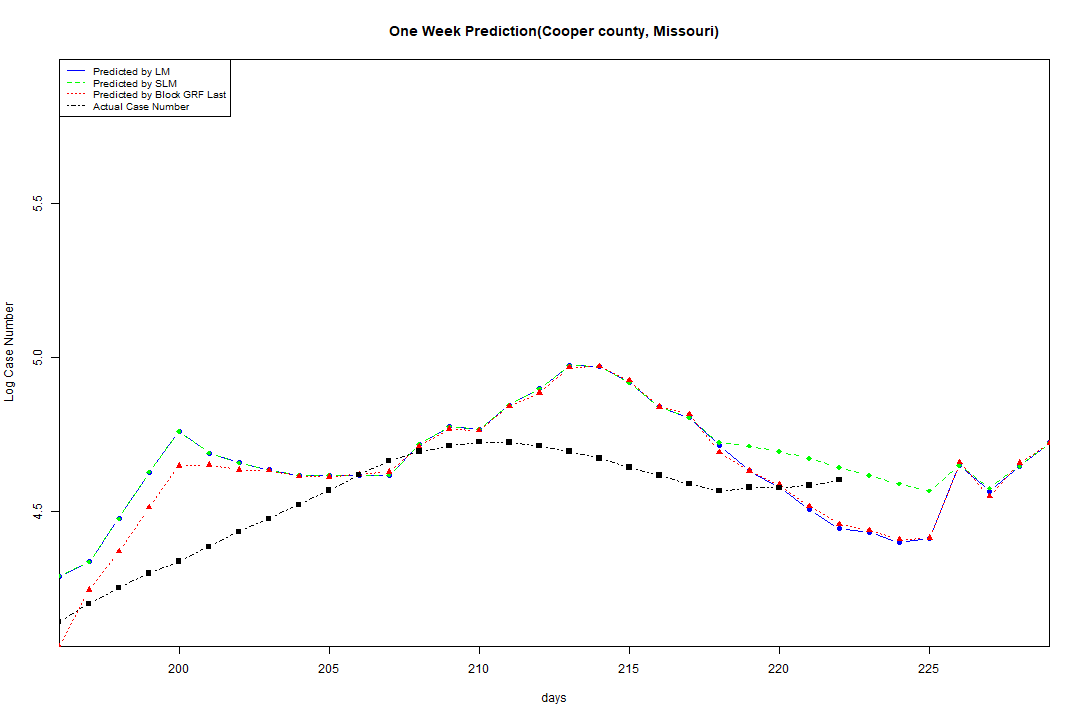 One Week Prediction(Cooper county, Missouri)
Predicted by LM
Predicted by SLM
Predicted by Block GRF Last
Actual Case Number
5.5
5.0
4.5
Log Case Number
200 205 210 215 220 225
days